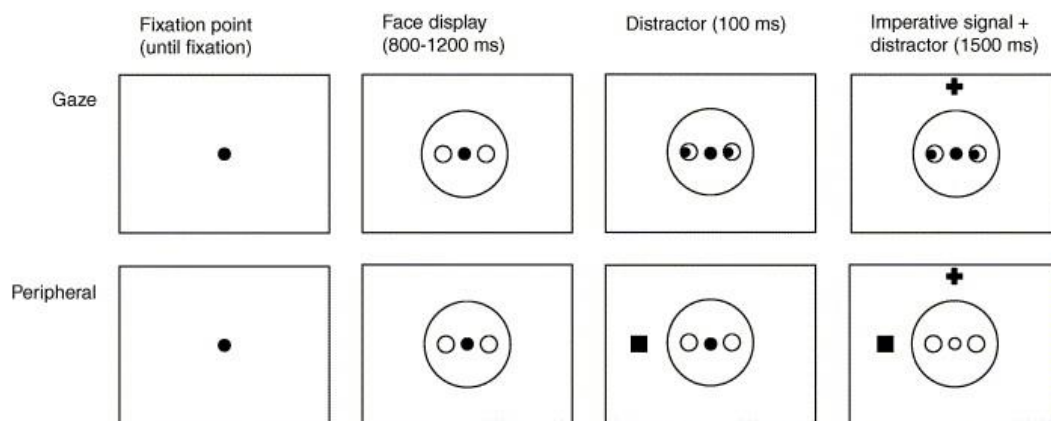 Fixation point
(until fixation)
Face display
(800-1200 ms)
Distractor (100 ms)
Imperative signal +
distractor (1500 ms)
Gaze
Peripheral